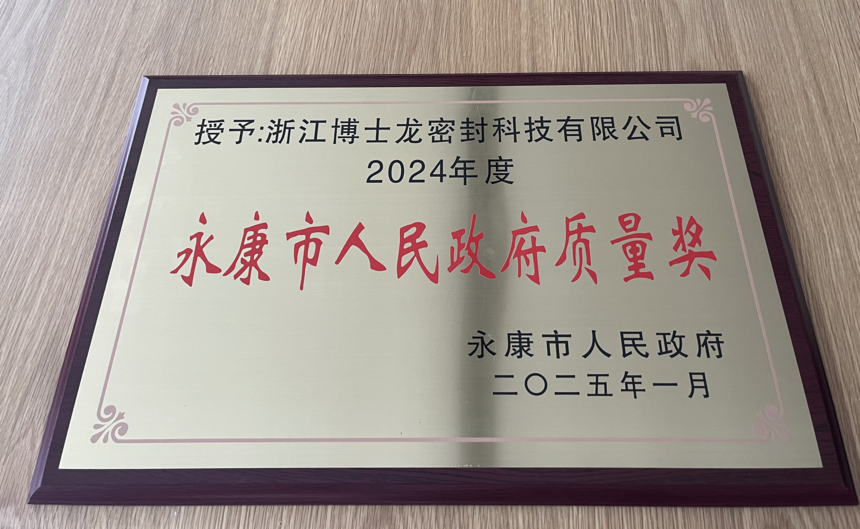 授予:浙江博士龙密封科技有限公司
2024年度
永康市人民政府质量奖
永康市人民政府
二〇二五年一月